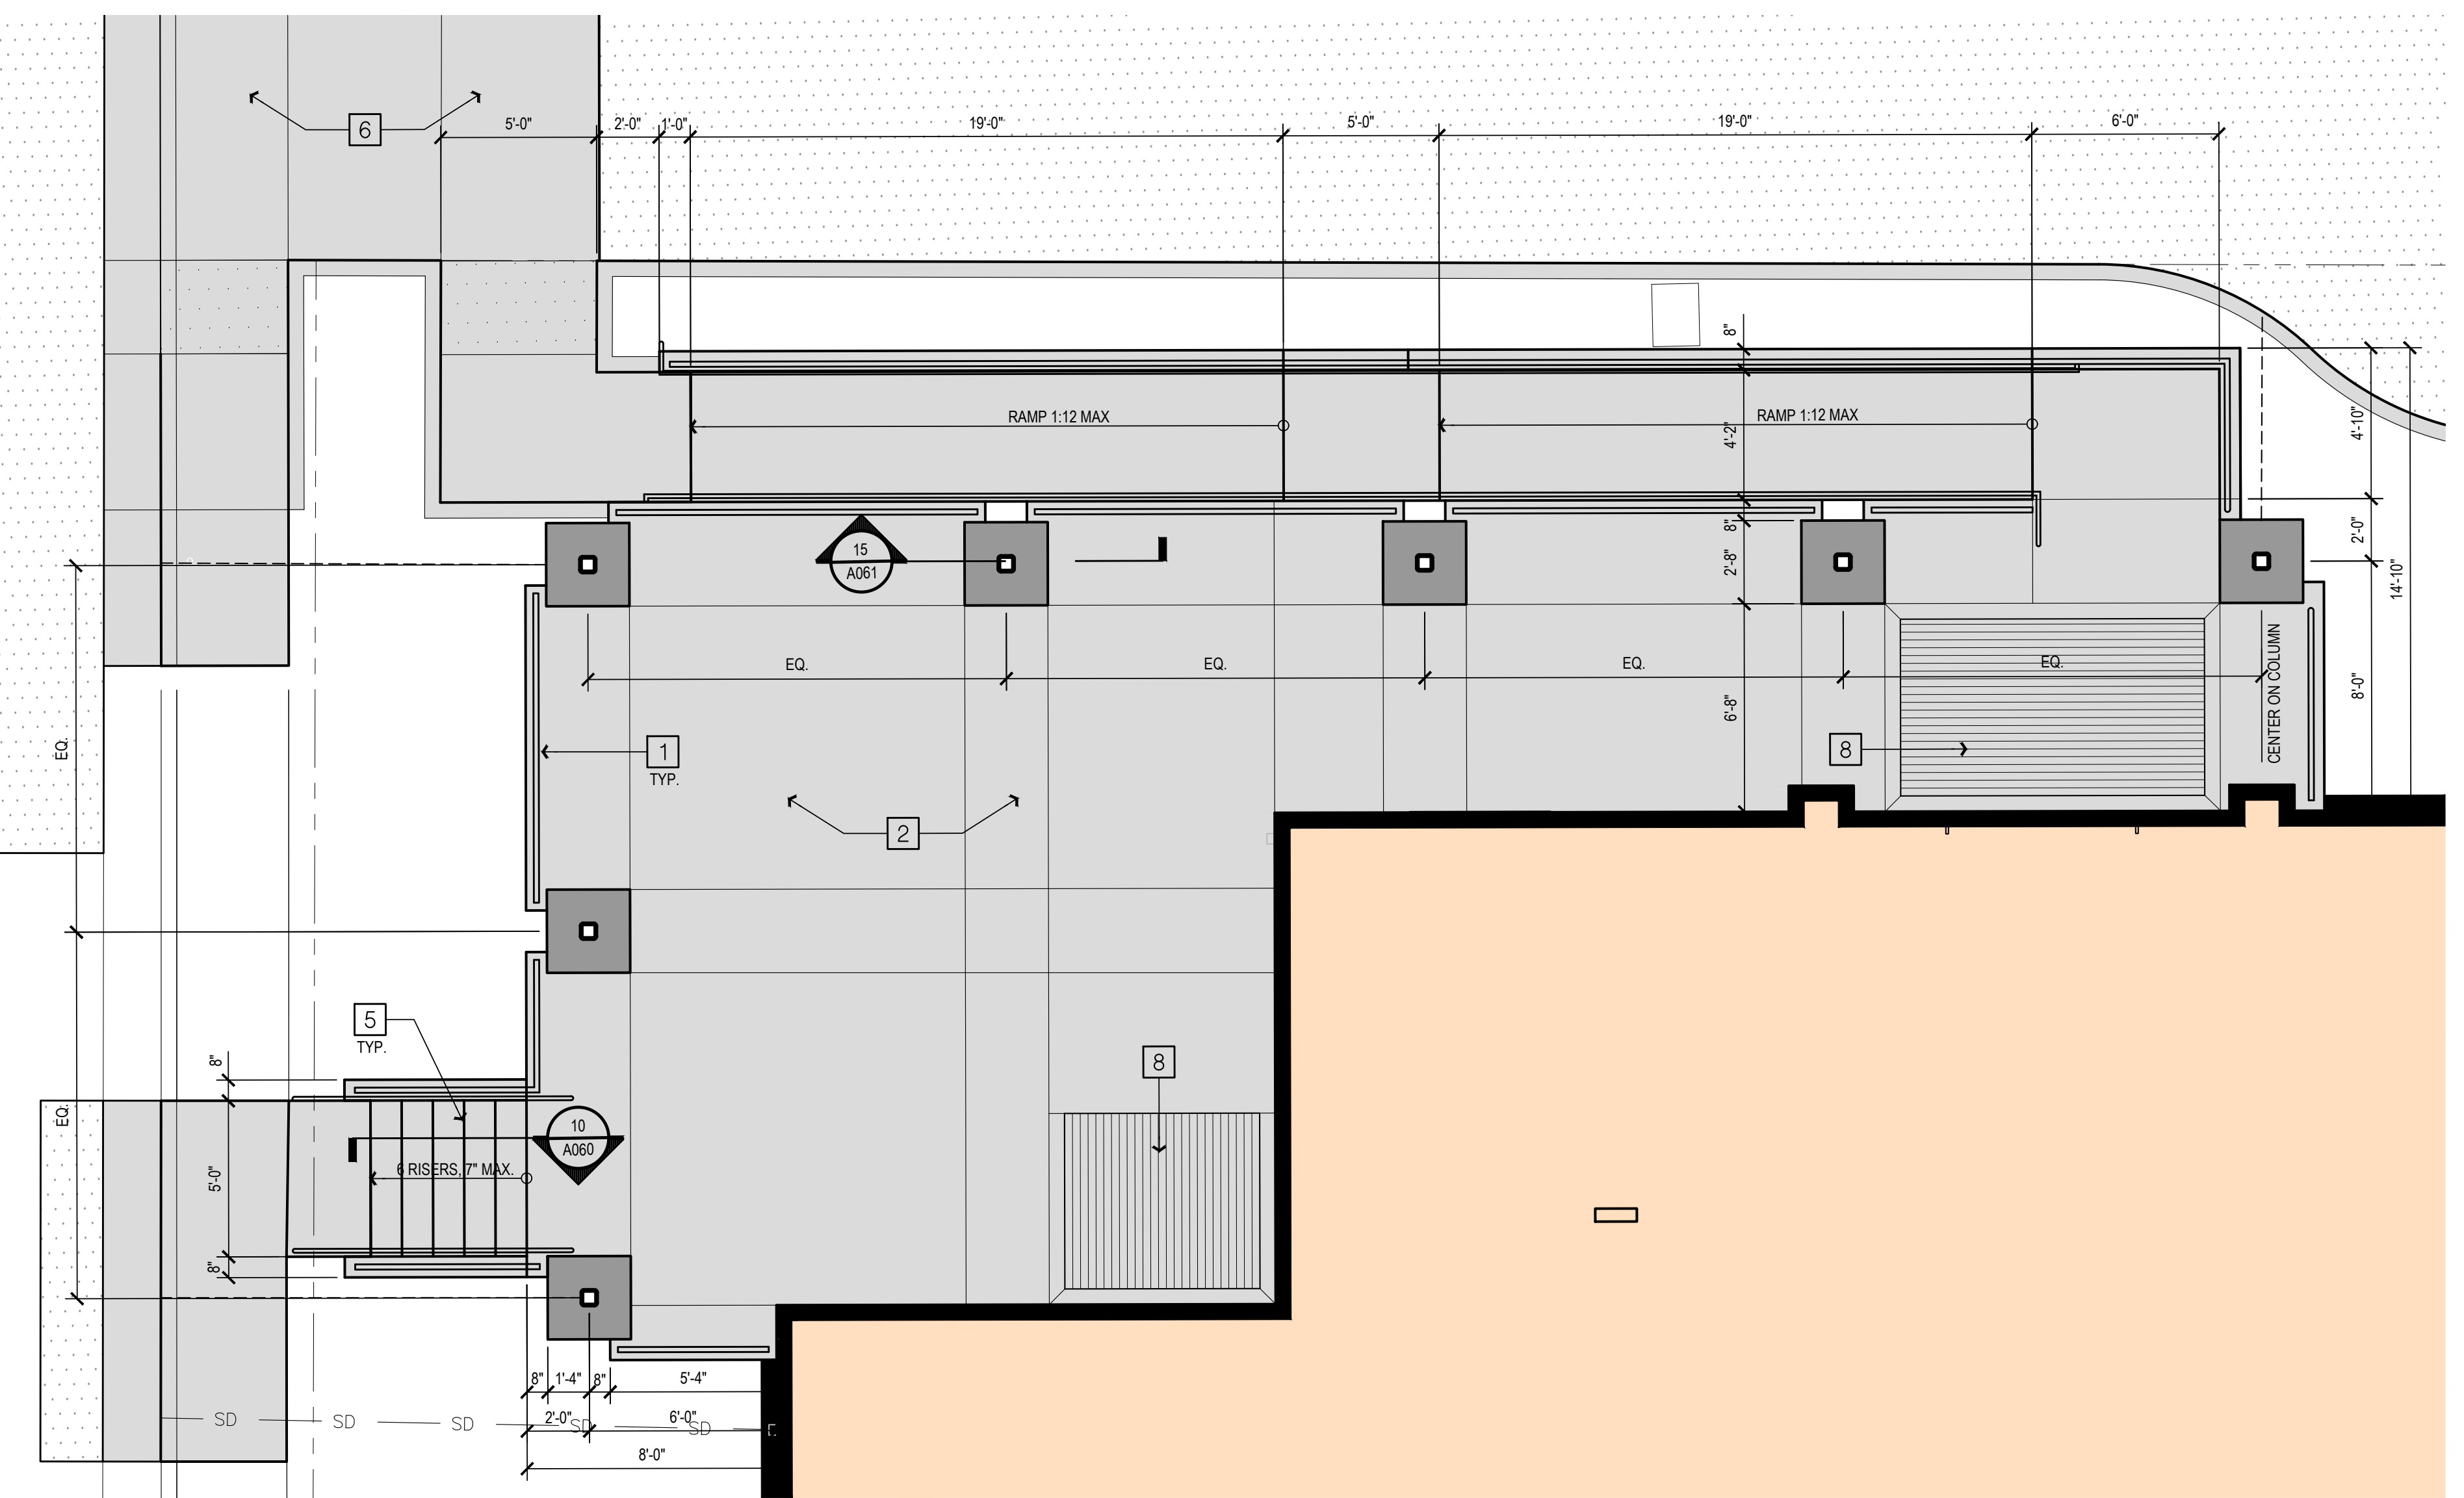 6
5'-0"
2'-0"
1'-0"
19'-0"
5'-0"
19'-0"
6'-0"
8"
RAMP 1:12 MAX
RAMP 1:12 MAX
4'-2"
4'-10"
8"
2'-0"
15
A061
2'-8"
14'-10"
EQ.
EQ.
EQ.
EQ.
CENTER ON COLUMN
8'-0"
6'-8"
EQ.
1
TYP.
8
2
5
TYP.
8"
8
EQ.
10
A060
6 RISERS, 7" MAX.
5'-0"
8"
8"
1'-4"
8"
5'-4"
2'-0"
6'-0"
SD
SD
SD
SD
SD
8'-0"